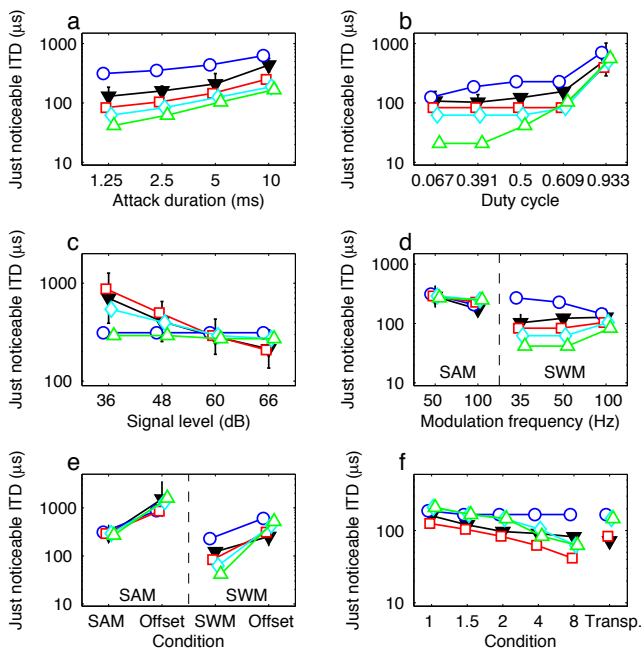 a
Just noticeable ITD (µs)
1000
100
10
1.25 2.5 5 10
Attack duration (ms)
b
Just noticeable ITD (µs)
1000
100
10
0.067 0.391 0.5 0.609 0.933
Duty cycle
c
Just noticeable ITD (µs)
1000
100
36 48 60 66
Signal level (dB)
d
Just noticeable ITD (µs)
1000
100
10
SAM SWM
50 100 35 50 100
Modulation frequency (Hz)
e
Just noticeable ITD (µs)
1000
100
10
SAM SWM
SAM Offset SWM Offset
Condition
f
Just noticeable ITD (µs)
100
1 1.5 2 4 8 Transp.
Condition